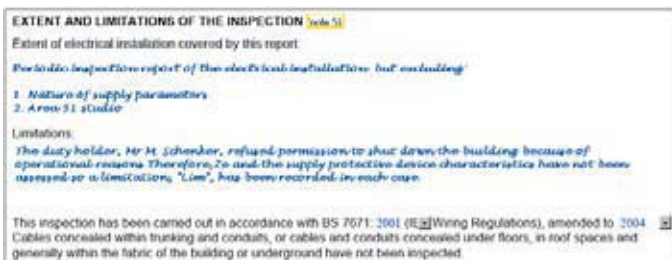 EXTENT AND LIMITATIONS OF THE INSPECTION note 51
Extent of electrical installation covered by this report:
Periodic inspection report of the electrical installation but excluding:
1. Nature of supply parameters
2. Area 51 studio
Limitations:
The duty holder, Mr M. Schenker, refused permission to shut down the building because of
operational reasons Therefore, Ze and the supply protective device characteristics have not been
assessed so a limitation, "Lim", has been recorded in each case.
This inspection has been carried out in accordance with BS 7671: 2001 (IEE Wiring Regulations), amended to 2004
Cables concealed within trunking and conduits, or cables and conduits concealed under floors, in roof spaces and
generally within the fabric of the building or underground have not been inspected.